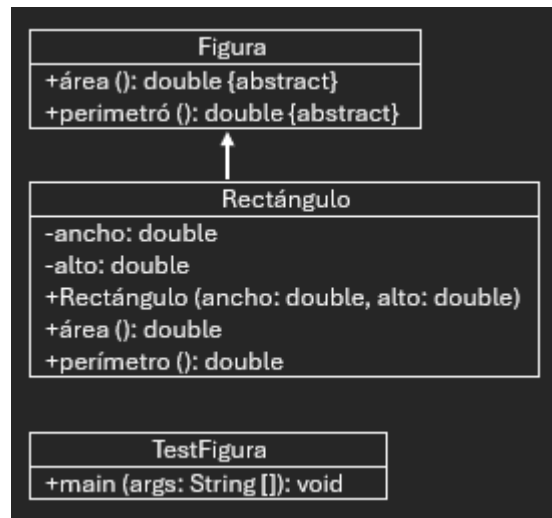 Figura
+área (): double {abstract}
+perimetró (): double {abstract}
Rectángulo
-ancho: double
-alto: double
+Rectángulo (ancho: double, alto: double)
+área (): double
+perímetro (): double
TestFigura
+main (args: String []): void